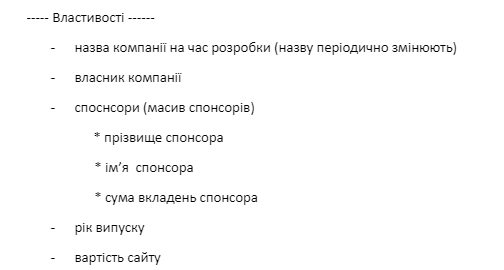 ----- Властивості ------
- назва компанії на час розробки (назву періодично змінюють)
- власник компанії
- споснсори (масив спонсорів)
* прізвище спонсора
* ім’я спонсора
* сума вкладень спонсора
- рік випуску
- вартість сайту